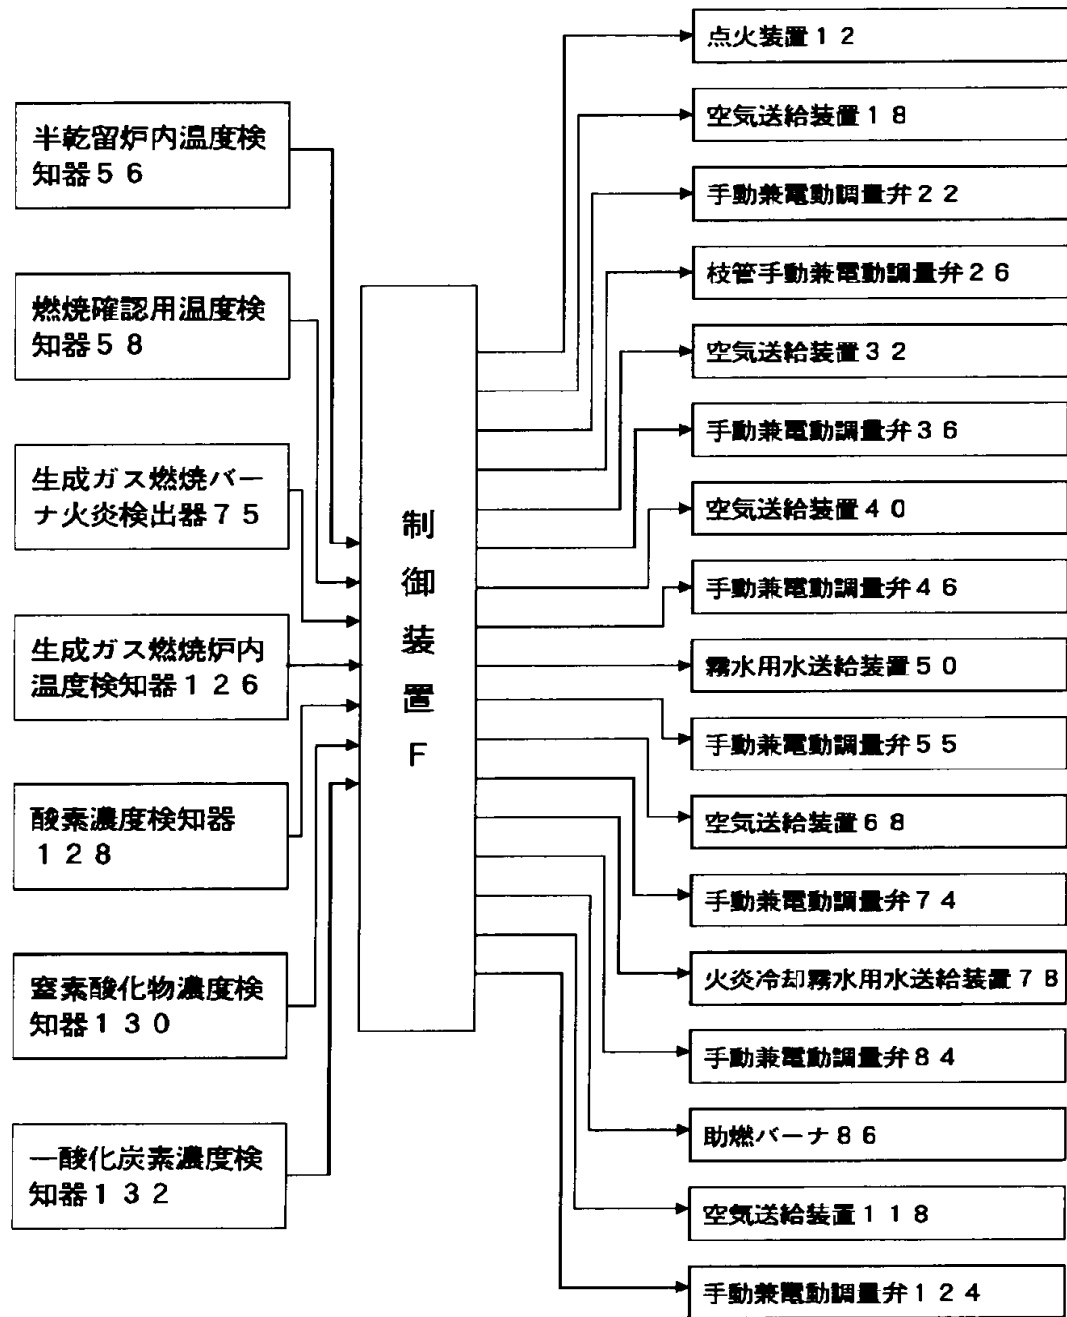 半乾留炉内温度検
知器５６
燃焼確認用温度検
知器５８
生成ガス燃焼バー
ナ火炎検出器７５
生成ガス燃焼炉内
温度検知器１２６
酸素濃度検知器
１２８
窒素酸化物濃度検
知器１３０
一酸化炭素濃度検
知器１３２
制
御
装
置
F
点火装置１２
空気送給装置１８
手動兼電動調量弁２２
枝管手動兼電動調量弁２６
空気送給装置３２
手動兼電動調量弁３６
空気送給装置４０
手動兼電動調量弁４６
霧水用水送給装置５０
手動兼電動調量弁５５
空気送給装置６８
手動兼電動調量弁７４
火炎冷却霧水用水送給装置７８
手動兼電動調量弁８４
助燃バーナ８６
空気送給装置１１８
手動兼電動調量弁１２４